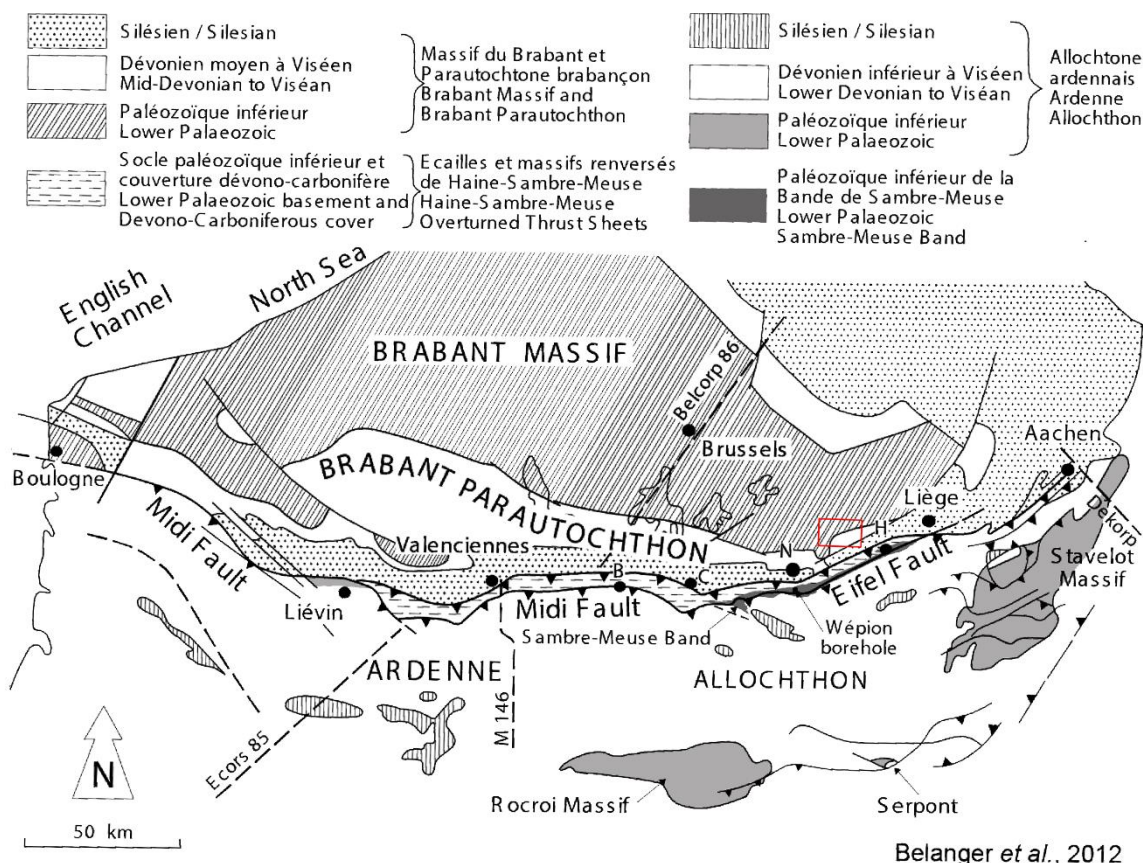 Silésien / Silesian
Dévonien moyen à Viséen
Mid-Devonian to Viséan
Paléozoïque inférieur
Lower Palaeozoic
Massif du Brabant et
Parautochtone brabançon
Brabant Massif and
Brabant Parautochthon
Socle paléozoïque inférieur et
couverture dévono-carbonifère
Lower Palaeozoic basement and
Devono-Carboniferous cover
Ecailles et massifs renversés
de Haine-Sambre-Meuse
Haine-Sambre-Meuse
Overturned Thrust Sheets
Silésien / Silesian
Dévonien inférieur à Viséen
Lower Devonian to Viséan
Paléozoïque inférieur
Lower Palaeozoic
Allochtone
ardennais
Ardenne
Allochthon
Paléozoïque inférieur de la
Bande de Sambre-Meuse
Lower Palaeozoic
Sambre-Meuse Band
English
Channel
North Sea
BRABANT MASSIF
Belcorp 86
Brussels
Aachen
Boulogne
BRABANT PARAUTOCHTHON
Liège
Dekorp
Midi Fault
Valenciennes
N
H
Eifel Fault
Stavelot
Massif
B
C
Liévin
Midi Fault
Sambre-Meuse Band
Wépion
borehole
ARDENNE
ALLOCHTHON
M 146
Ecors 85
N
Rocroi Massif
Serpont
50 km
Belanger et al., 2012